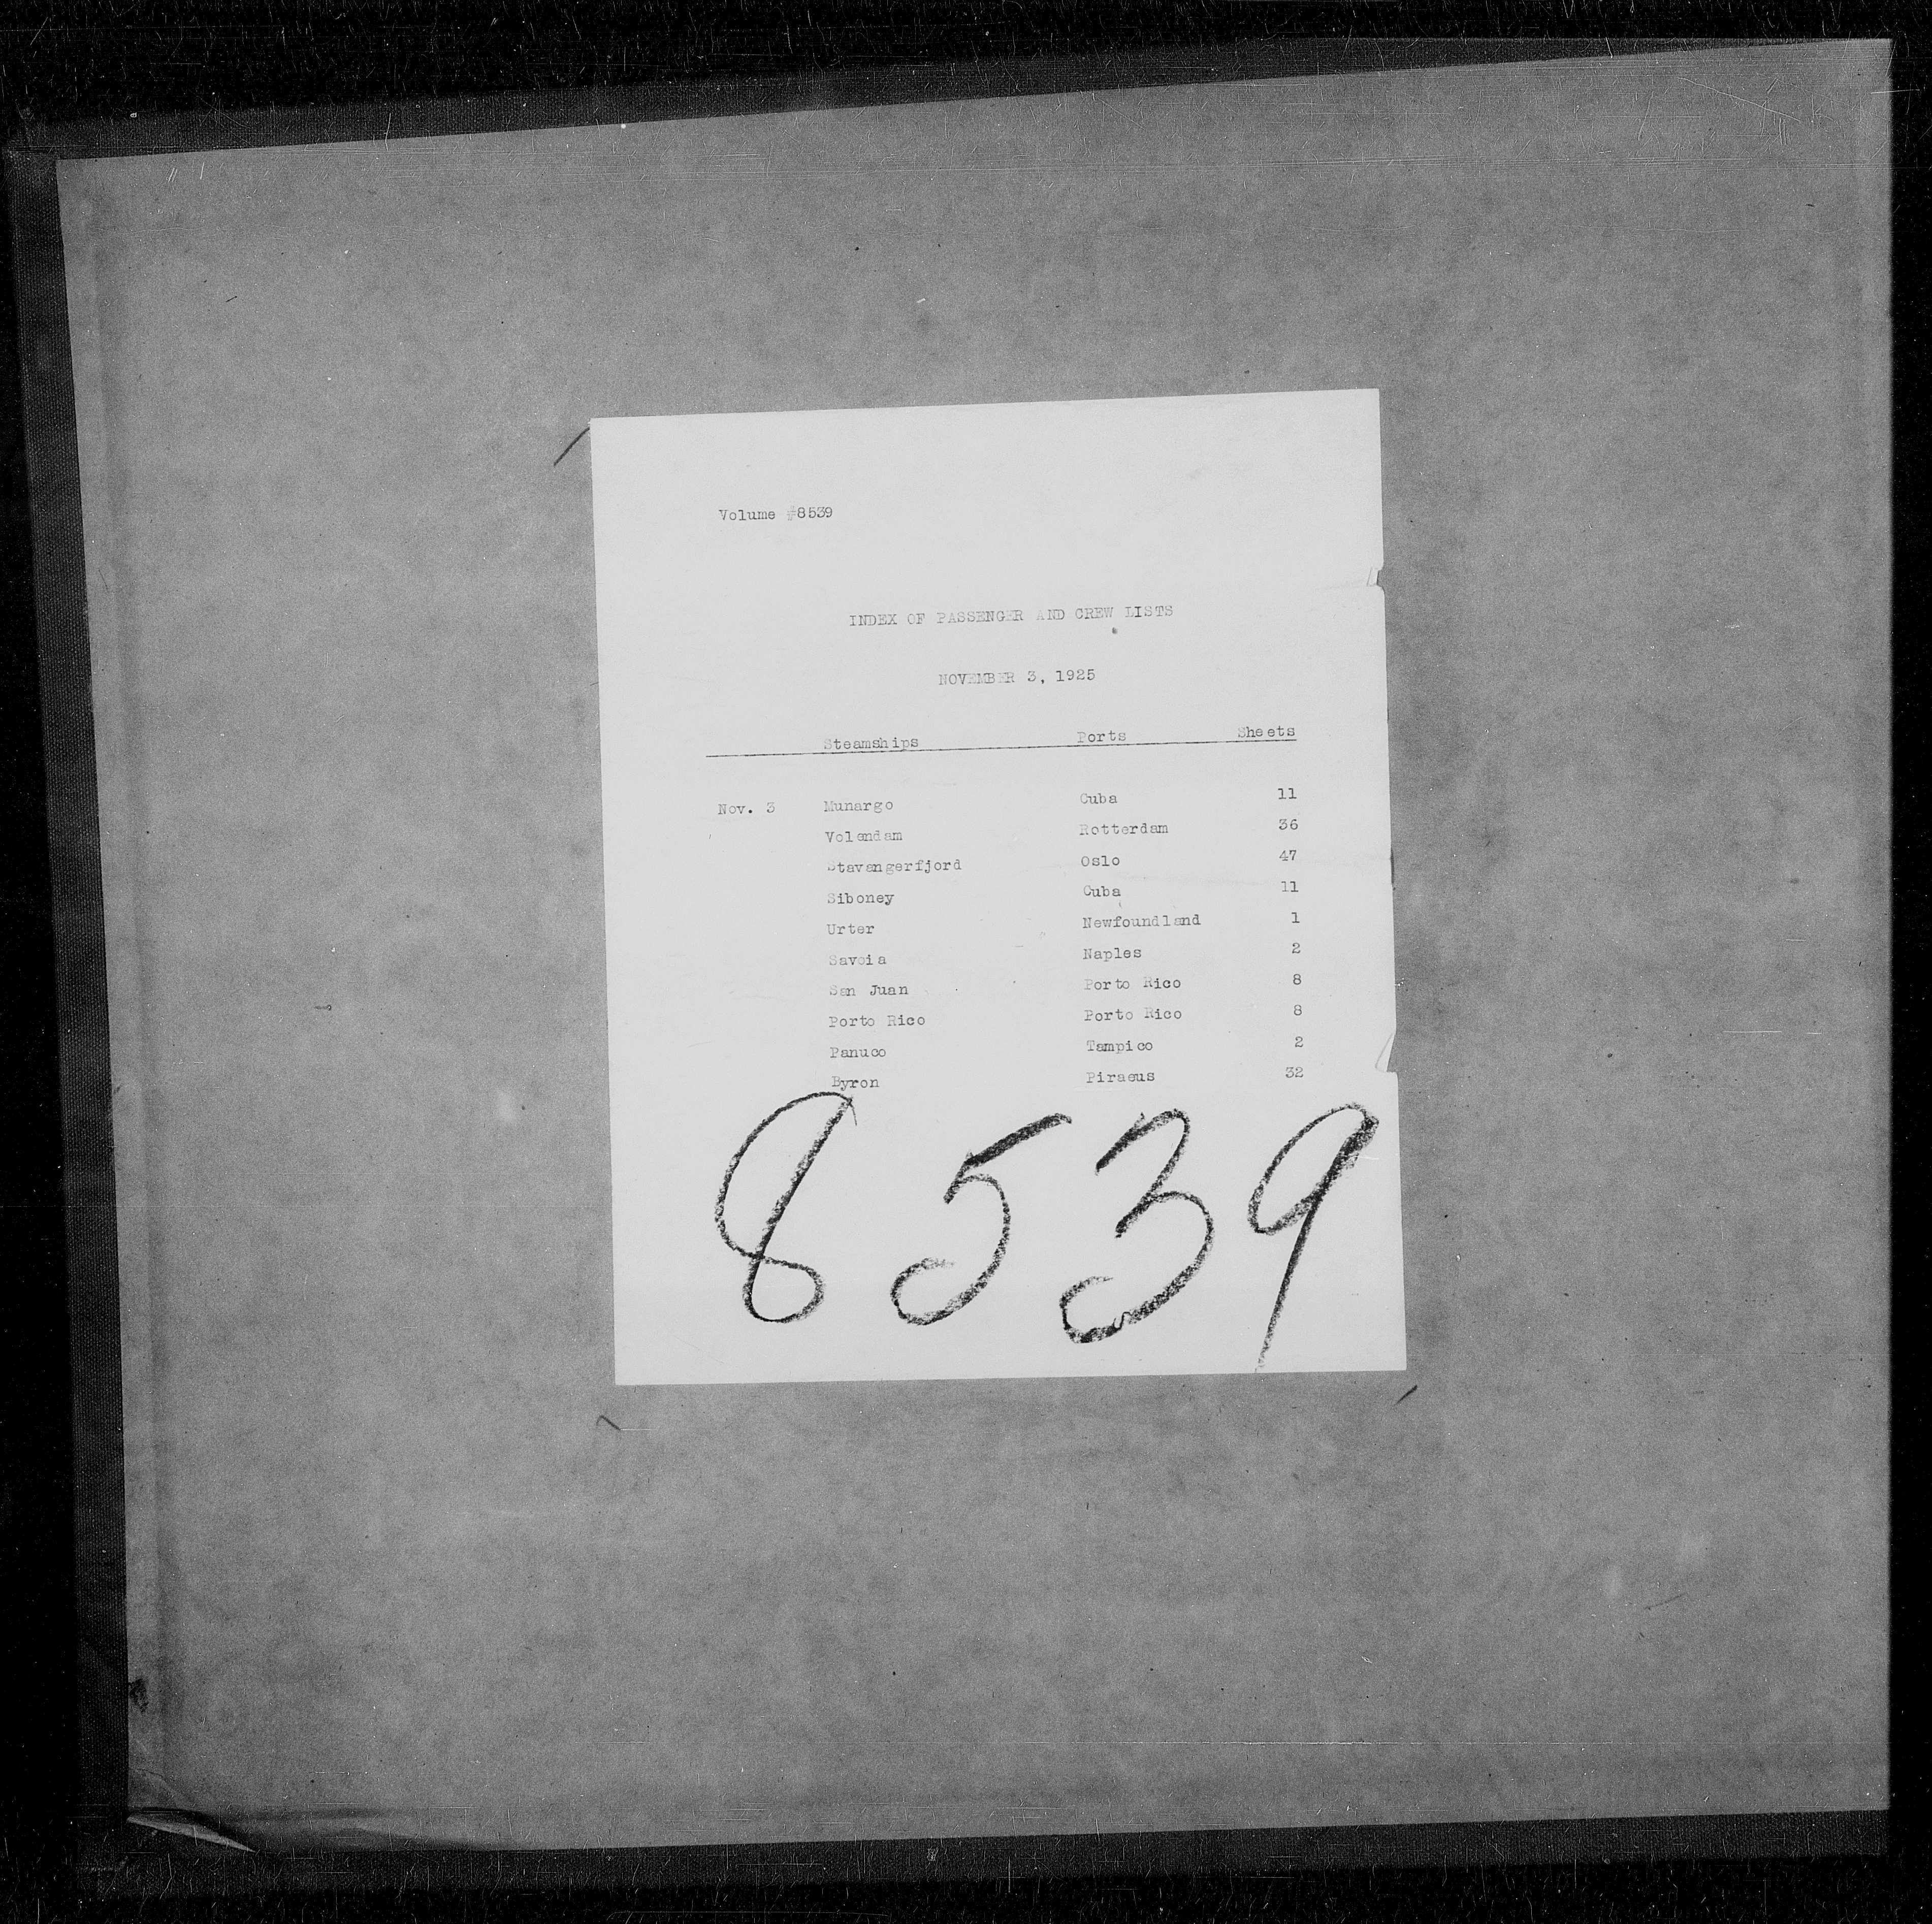 Volume #8539
INDEX OF PASSENGER AND CREW LISTS
NOVEMBER 3, 1925
Steamships Ports Sheets
Nov. 3 Munargo Cuba 11
Volendam Rotterdam 36
Stavangerfjord Oslo 47
Siboney Cuba 11
Urter Newfoundland 1
Savoia Naples 2
San Juan Porto Rico 8
Porto Rico Porto Rico 8
Panuco Tampico 2
Byron Piraeus 32
8539